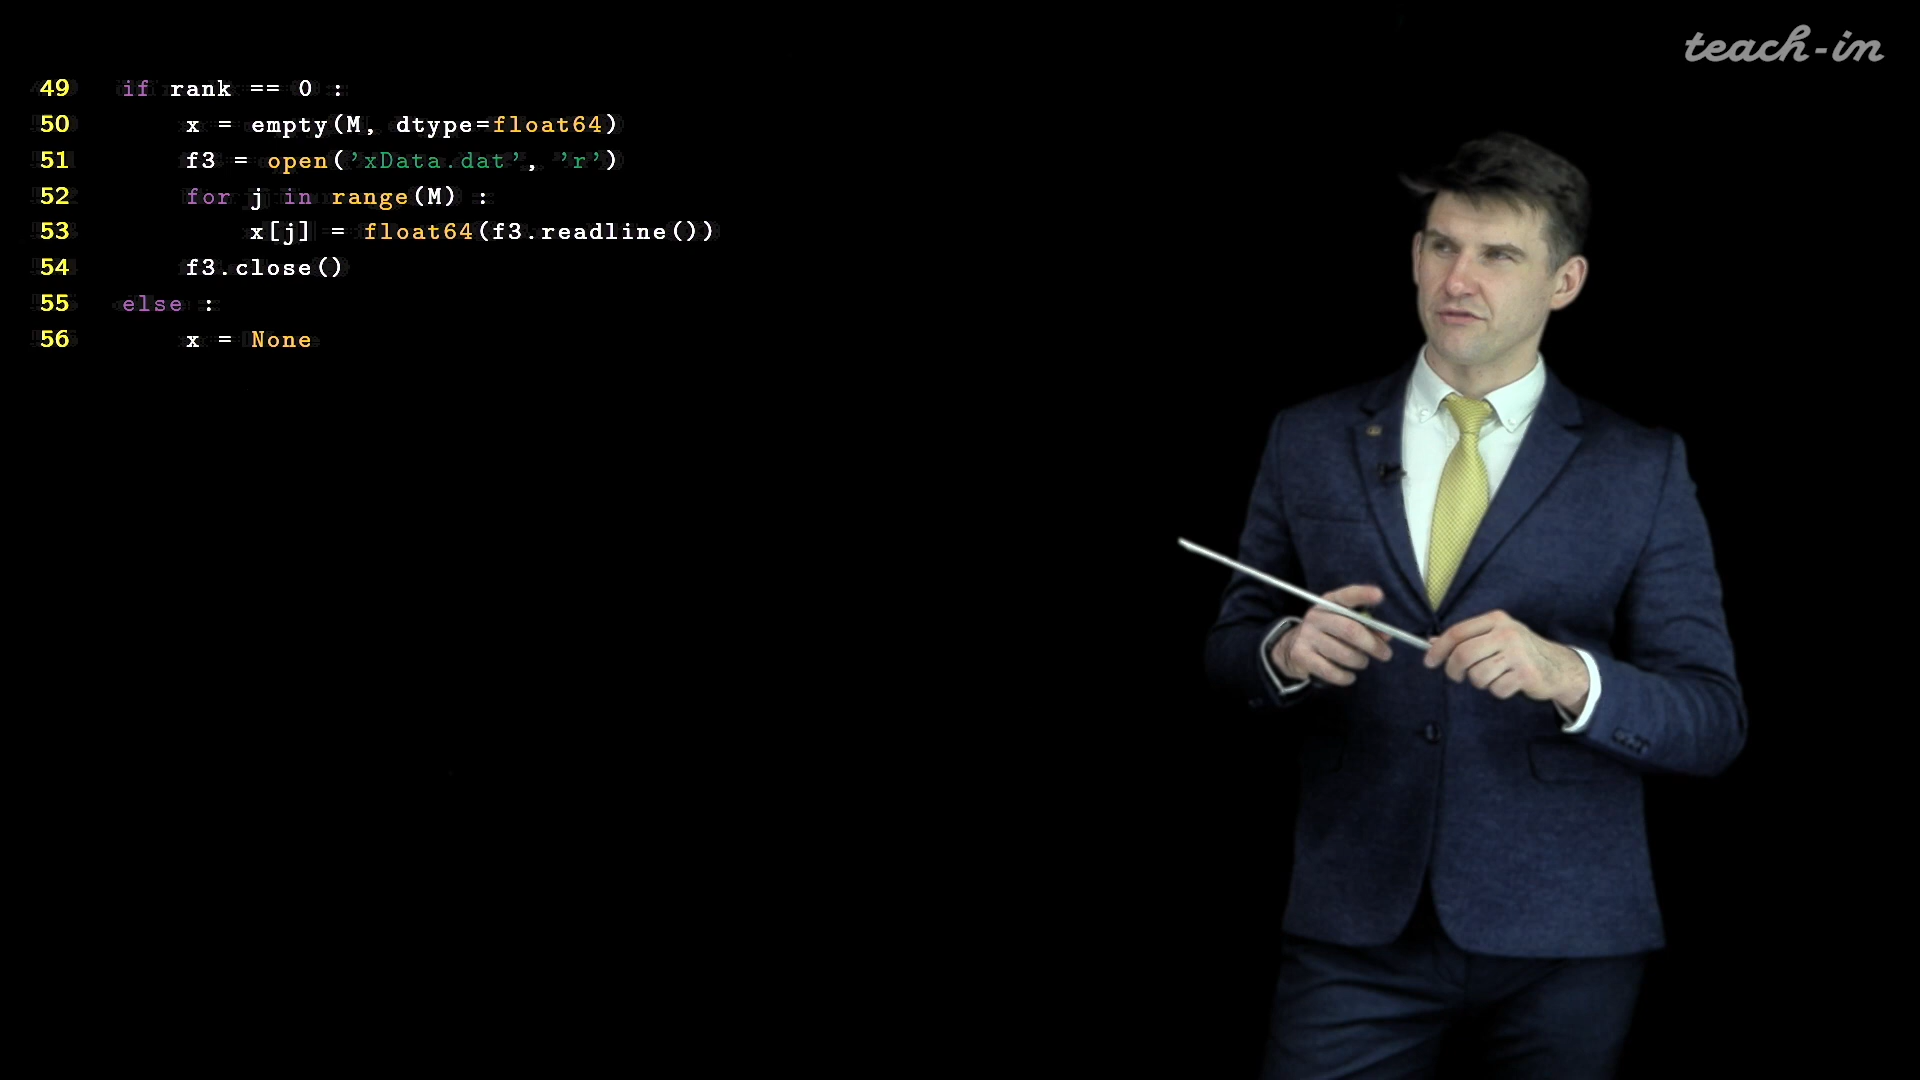 teach-in
49 if rank == 0 :
50 x = empty(M, dtype=float64)
51 f3 = open(’xData.dat’, ’r’)
52 for j in range(M) :
53 x[j] = float64(f3.readline())
54 f3.close()
55 else :
56 x = None